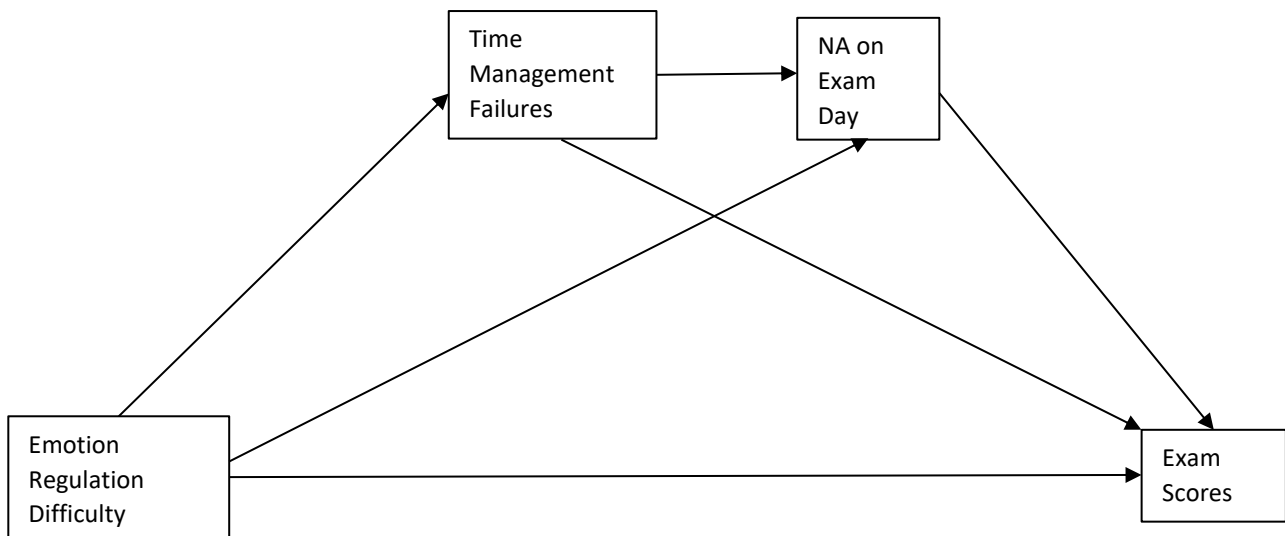 Time
Management
Failures
NA on
Exam
Day
Emotion
Regulation
Difficulty
Exam
Scores